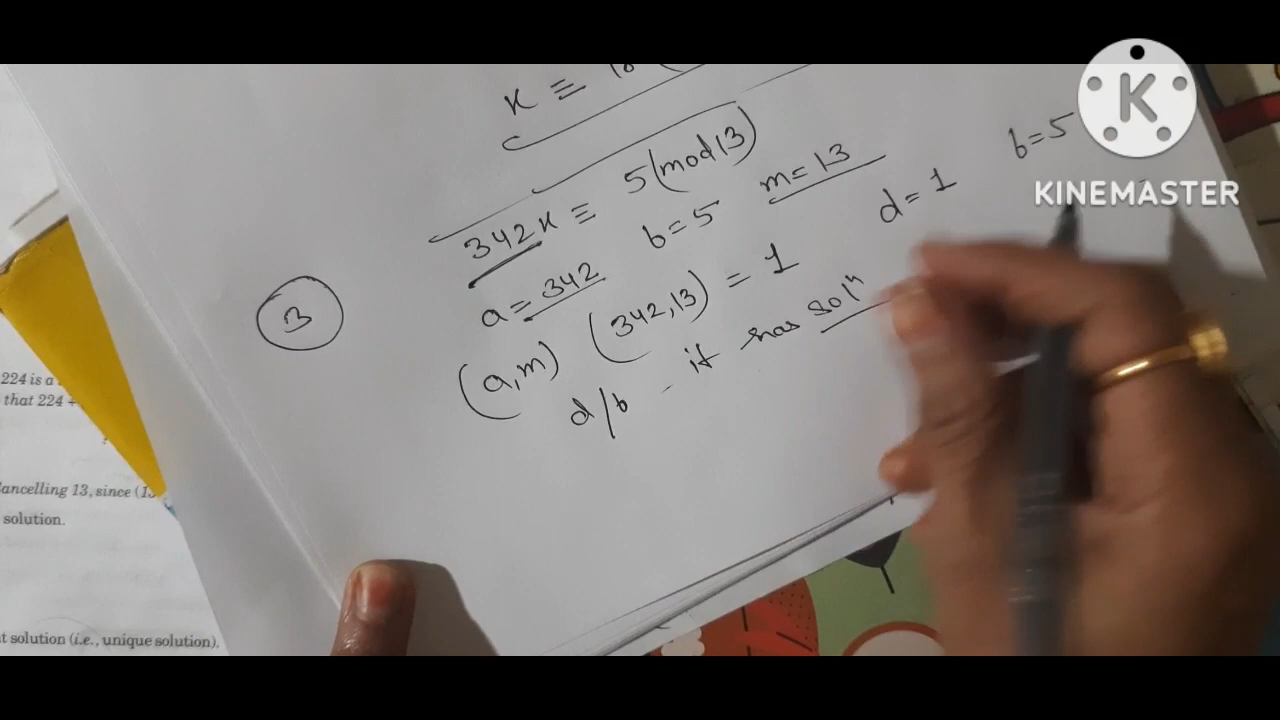 K
KINEMASTER
x ≡
342x ≡ 5(mod13)
3
a=342 b=5 m=13
(a,m) (342,13) = 1 d=1 b=5
d/b - it has soln
224 is a
that 224 ÷
Cancelling 13, since (13
solution.
t solution (i.e., unique solution),